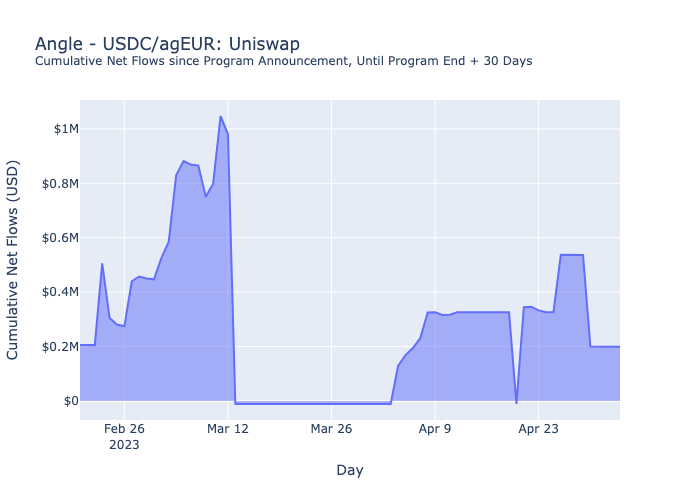 Angle - USDC/agEUR: Uniswap
Cumulative Net Flows since Program Announcement, Until Program End + 30 Days
Cumulative Net Flows (USD)
$1M
$0.8M
$0.6M
$0.4M
$0.2M
$0
Feb 26 Mar 12 Mar 26 Apr 9 Apr 23
2023
Day